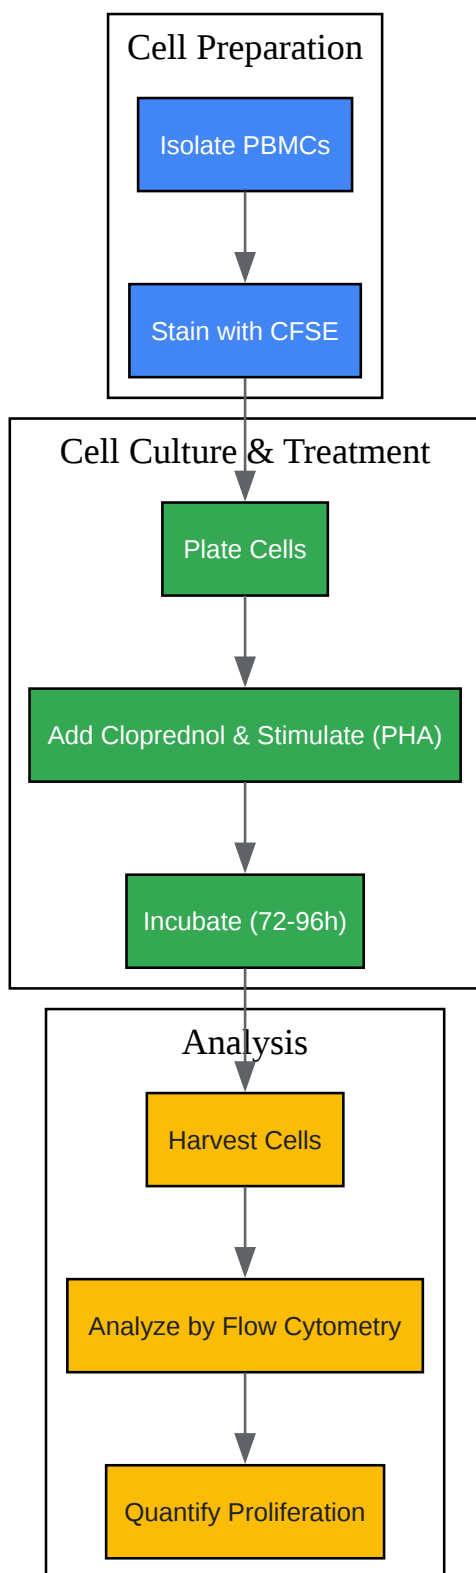 Cell Preparation
Isolate PBMCs
Stain with CFSE
Cell Culture & Treatment
Plate Cells
Add Cloprednol & Stimulate (PHA)
Incubate (72-96h)
Analysis
Harvest Cells
Analyze by Flow Cytometry
Quantify Proliferation